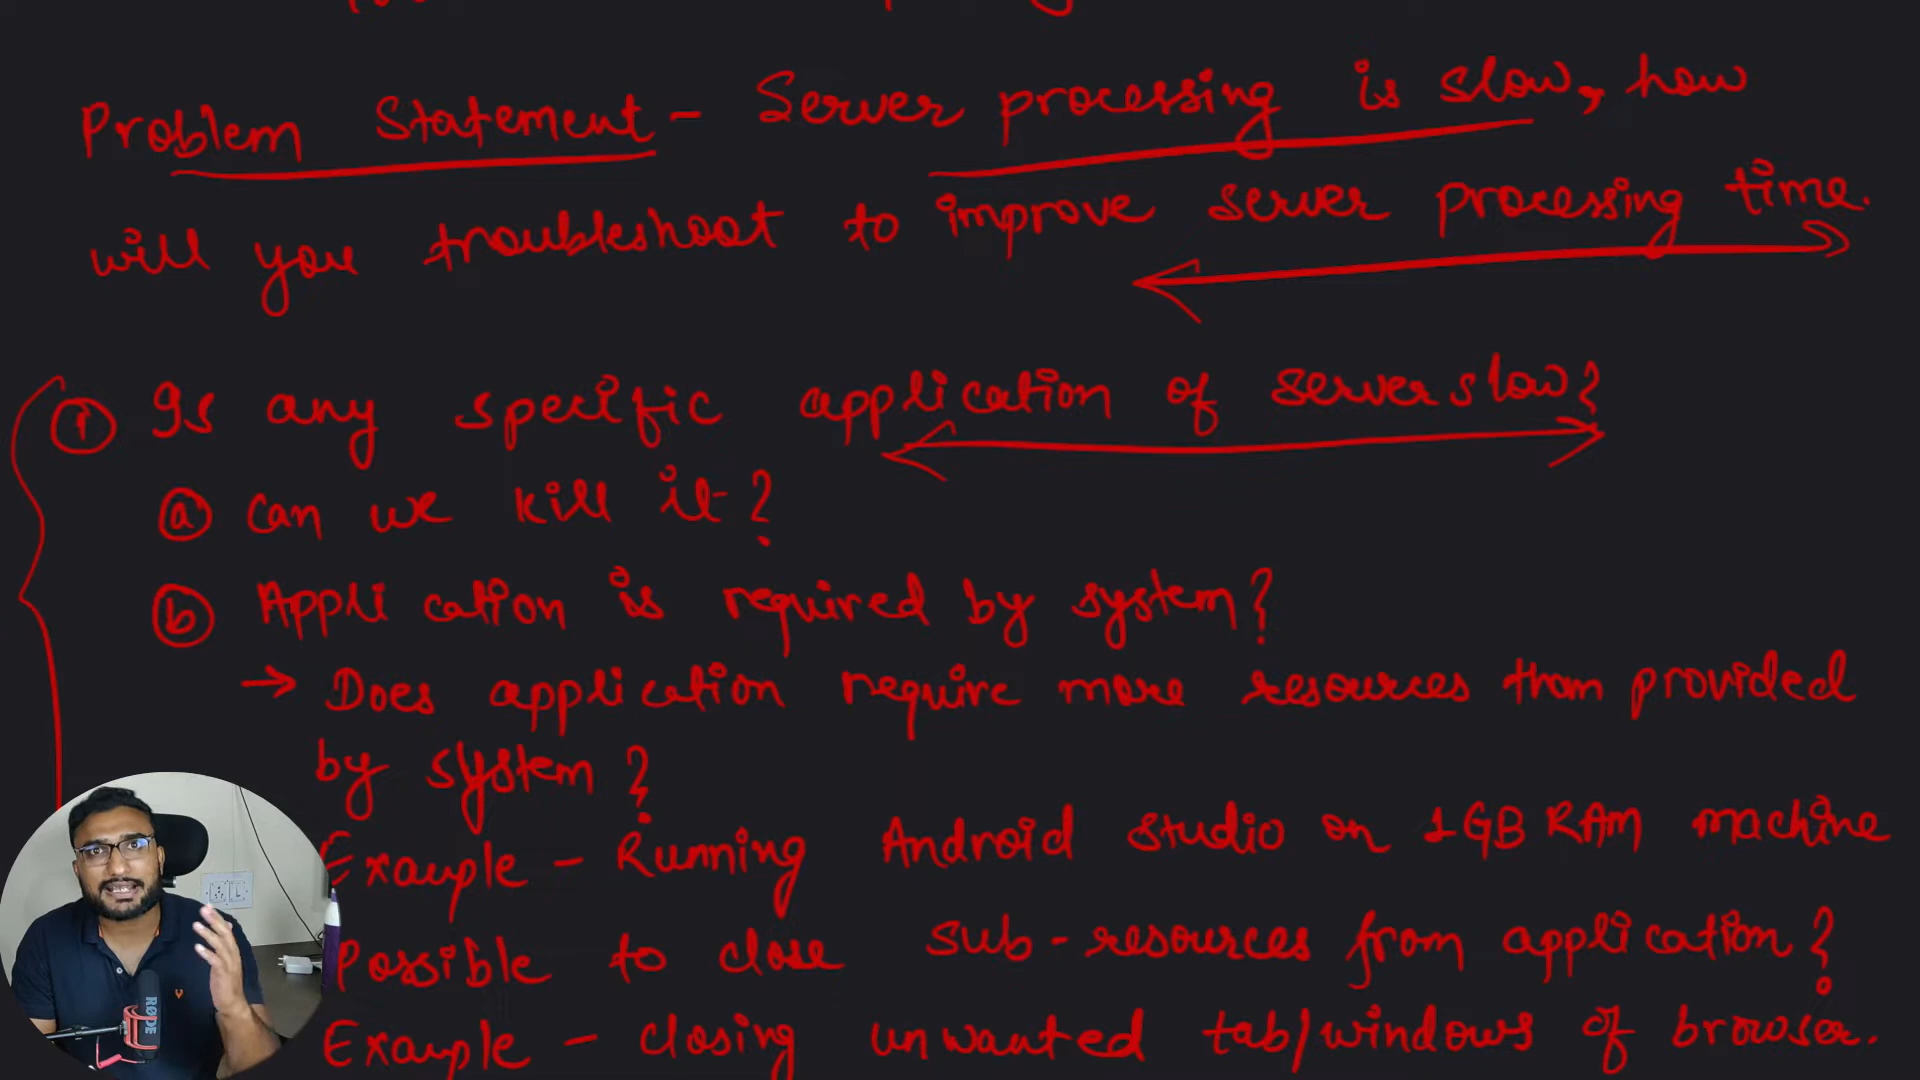 Problem Statement - Server processing is slow, how
will you troubleshoot to improve server processing time.
① Is any specific application of server slow?
ⓐ Can we kill it?
ⓑ Application is required by system?
→ Does application require more resources than provided
by system?
Example - Running Android studio on 1GB RAM machine
Possible to close sub-resources from application?
Example - closing unwanted tab/windows of browser.
RØDE